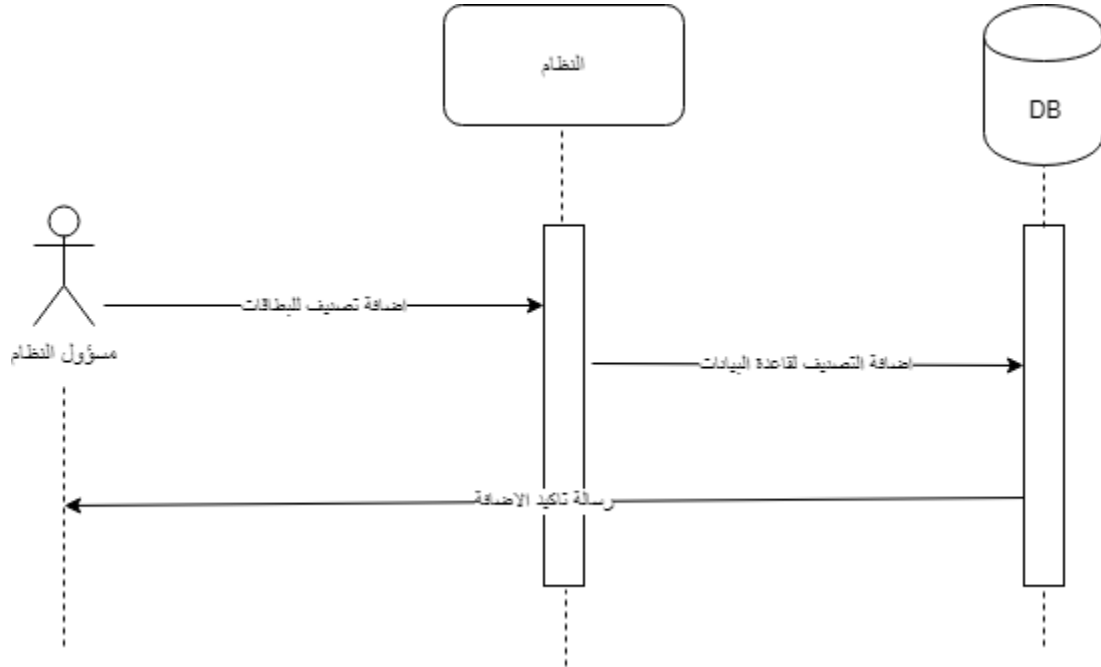 النظام
DB
مسؤول النظام
اضافة تصنيف للبطاقات
اضافة التصنيف لقاعدة البيانات
رسالة تاكيد الاضافة